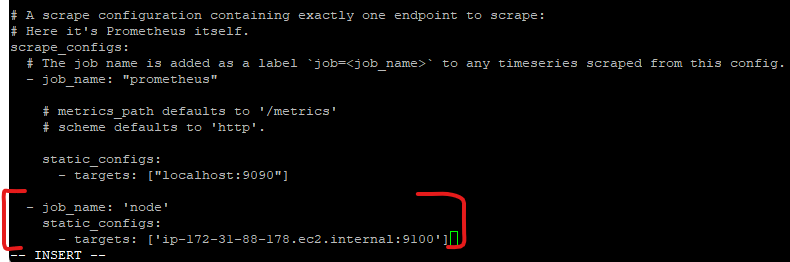 # A scrape configuration containing exactly one endpoint to scrape:
# Here it's Prometheus itself.
scrape_configs:
  # The job name is added as a label `job=<job_name>` to any timeseries scraped from this config.
  - job_name: "prometheus"

    # metrics_path defaults to '/metrics'
    # scheme defaults to 'http'.

    static_configs:
      - targets: ["localhost:9090"]

  - job_name: 'node'
    static_configs:
      - targets: ['ip-172-31-88-178.ec2.internal:9100']
-- INSERT --